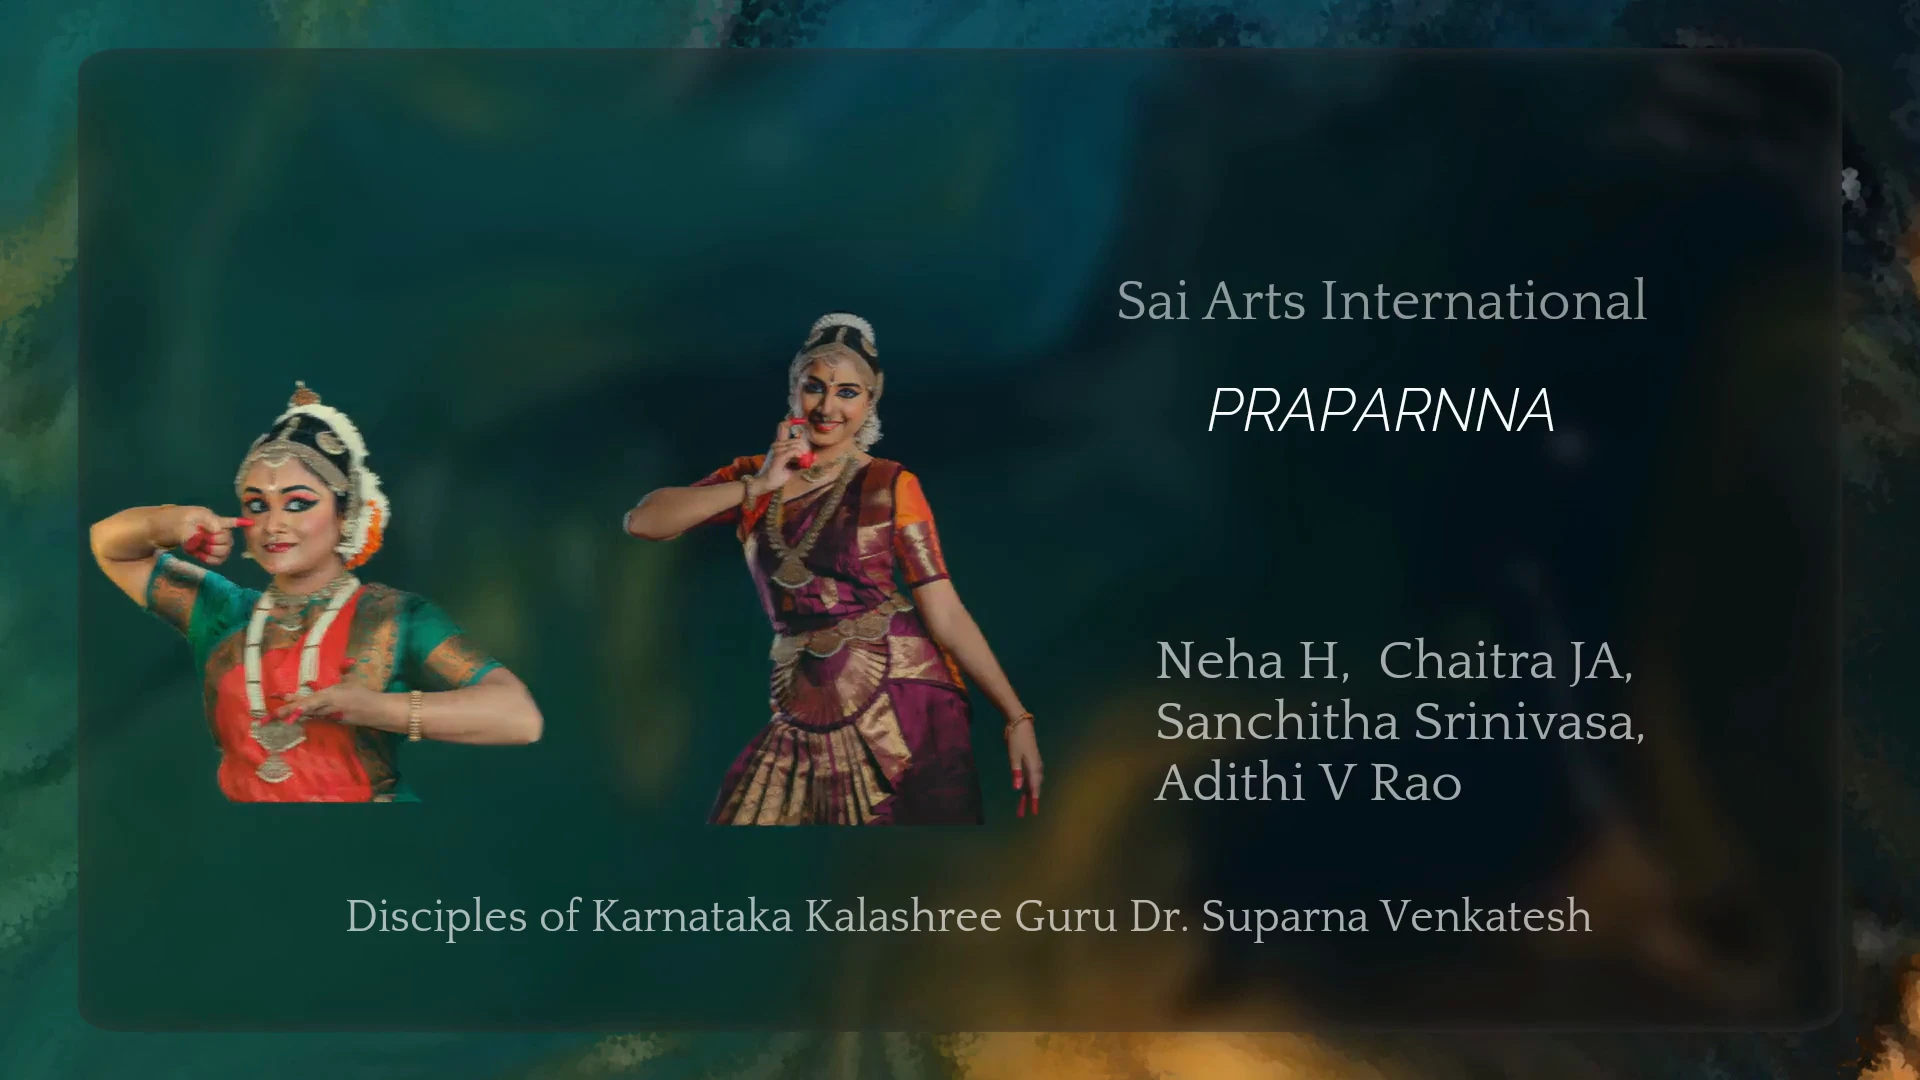 Sai Arts International
PRAPARNNA
Neha H, Chaitra JA,
Sanchitha Srinivasa,
Adithi V Rao
Disciples of Karnataka Kalashree Guru Dr. Suparna Venkatesh